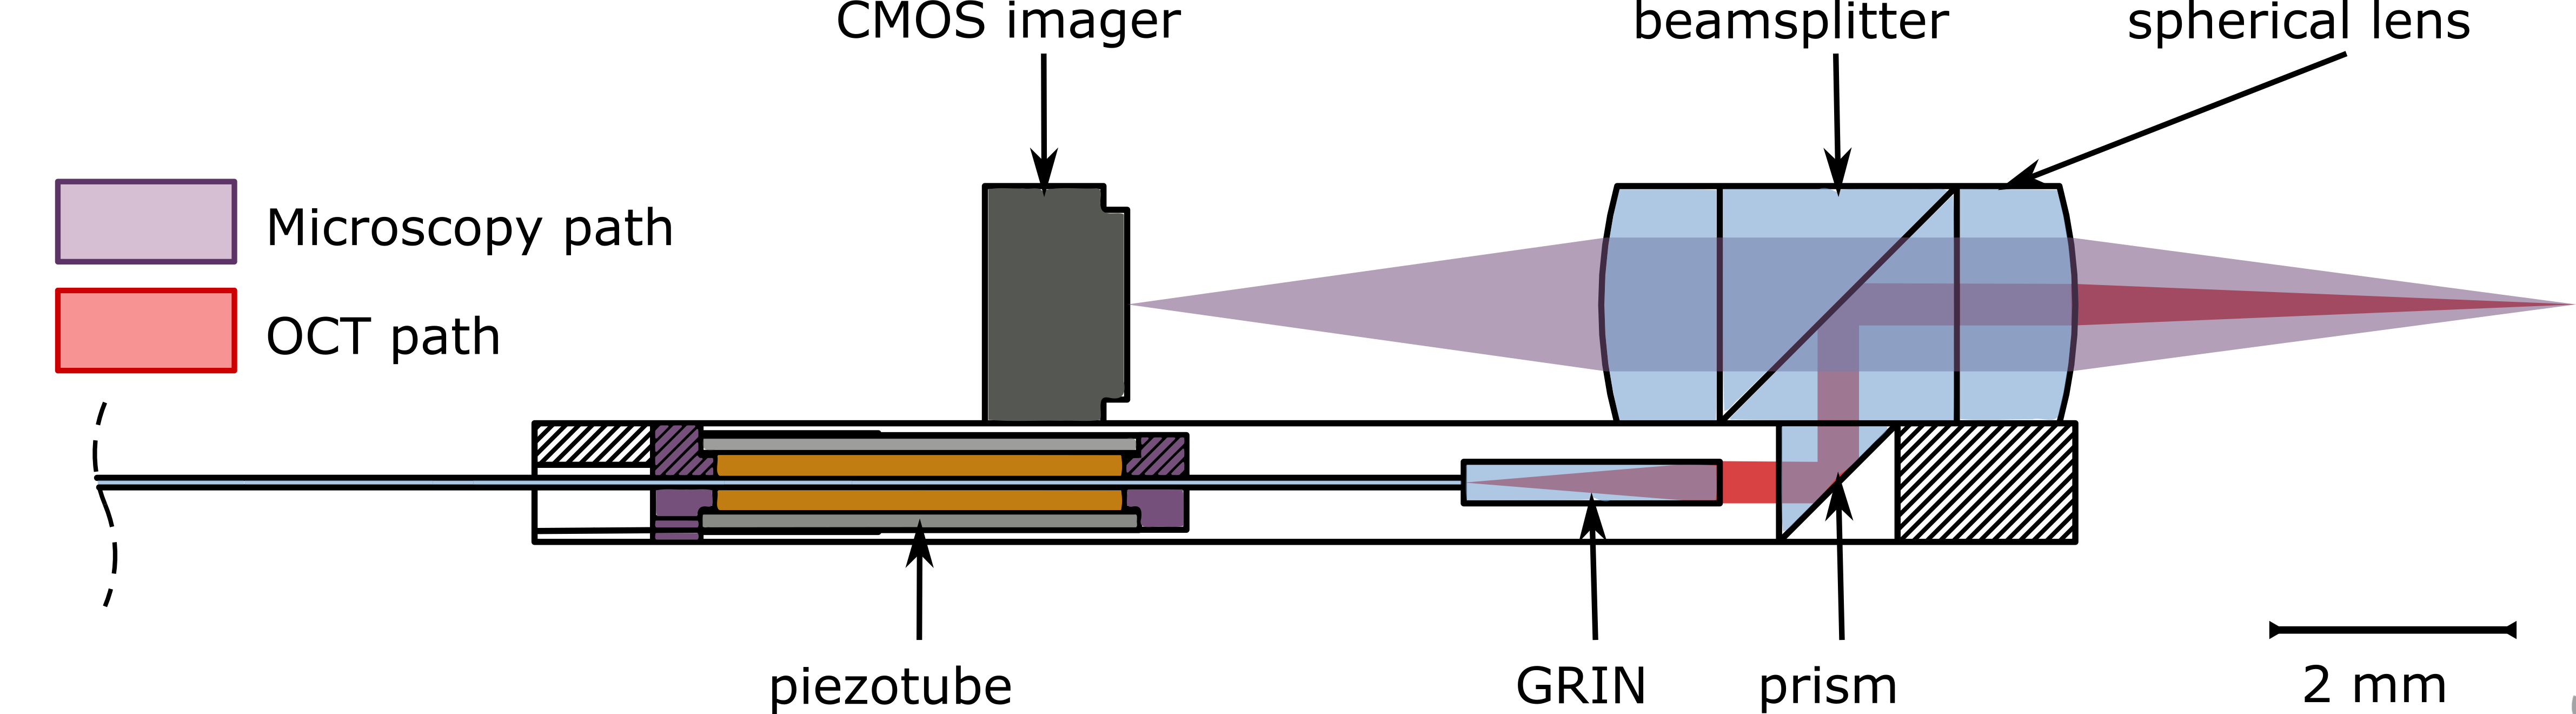 CMOS imager
beamsplitter
spherical lens
Microscopy path
OCT path
piezotube
GRIN
prism
2 mm